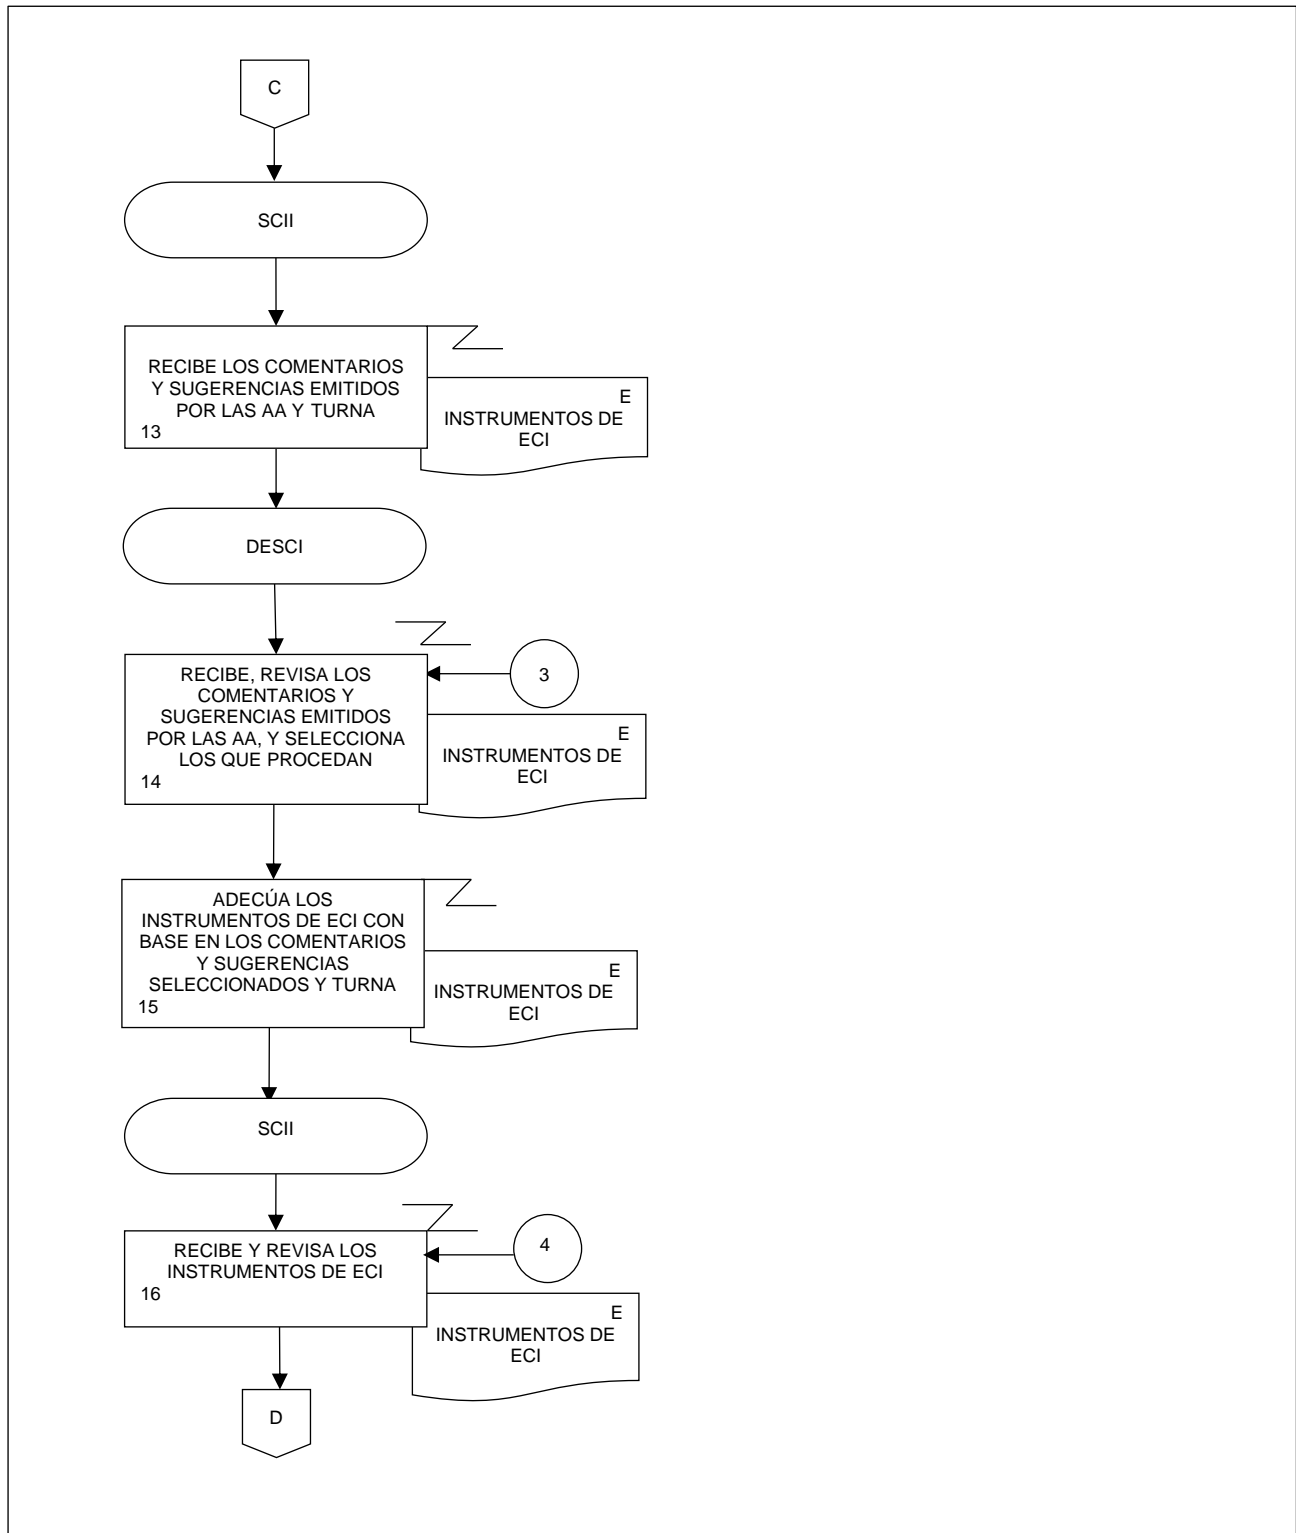 C
SCII
RECIBE LOS COMENTARIOS
Y SUGERENCIAS EMITIDOS
POR LAS AA Y TURNA
13
E
INSTRUMENTOS DE
ECI
DESCI
RECIBE, REVISA LOS
COMENTARIOS Y
SUGERENCIAS EMITIDOS
POR LAS AA, Y SELECCIONA
LOS QUE PROCEDAN
14
3
E
INSTRUMENTOS DE
ECI
ADECÚA LOS
INSTRUMENTOS DE ECI CON
BASE EN LOS COMENTARIOS
Y SUGERENCIAS
SELECCIONADOS Y TURNA
15
E
INSTRUMENTOS DE
ECI
SCII
RECIBE Y REVISA LOS
INSTRUMENTOS DE ECI
16
4
E
INSTRUMENTOS DE
ECI
D